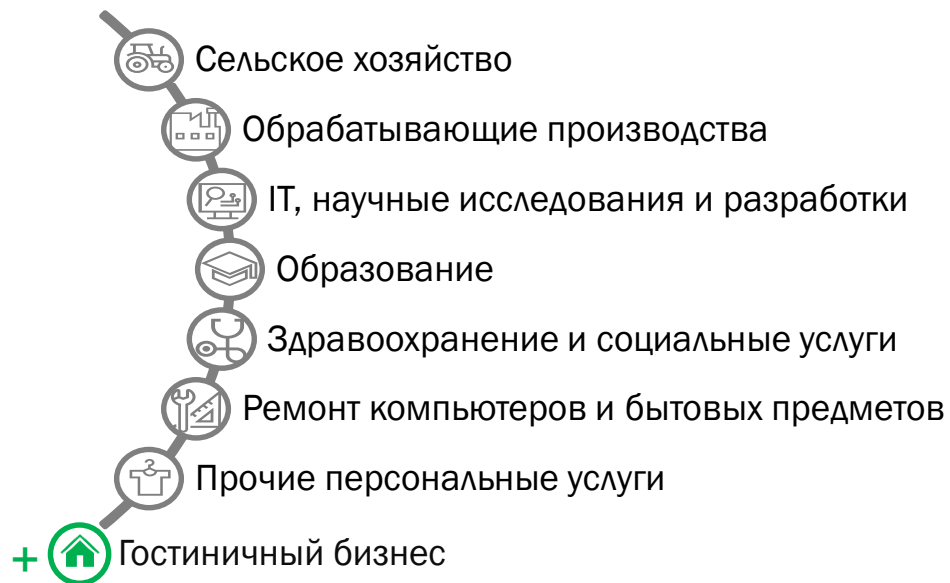 Сельское хозяйство
Обрабатывающие производства
IT, научные исследования и разработки
Образование
Здравоохранение и социальные услуги
Ремонт компьютеров и бытовых предметов
Прочие персональные услуги
+ Гостиничный бизнес